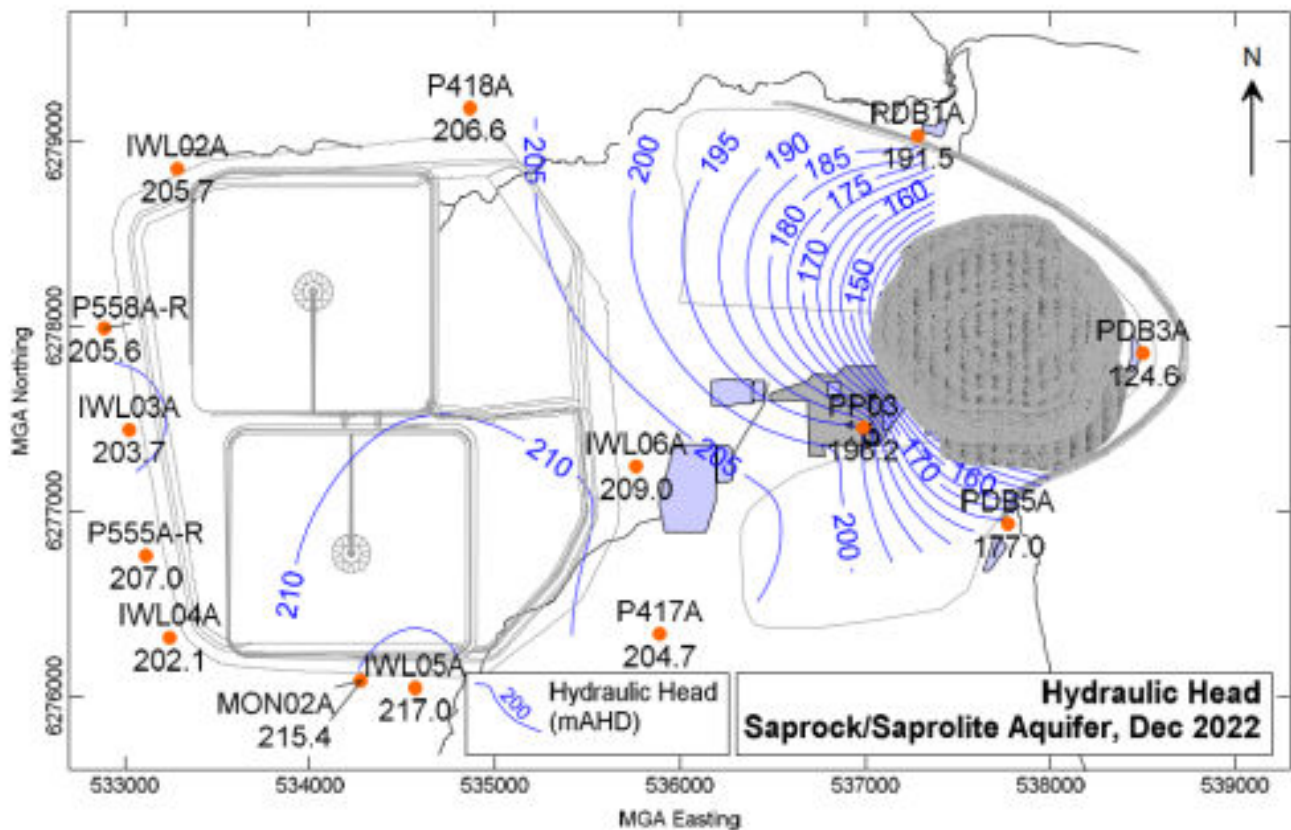 N
P418A
206.6
RDB1A
191.5
IWL02A
205.7
205
200
195
190
185
175
160
180
170
150
P558A-R
205.6
PDB3A
124.6
IWL03A
203.7
210
210
IWL06A
209.0
205
PP03
170
160
PDB5A
177.0
P555A-R
207.0
210
200
IWL04A
202.1
P417A
204.7
MON02A
215.4
IWL05A
217.0
200
Hydraulic Head
(mAHD)
Hydraulic Head
Saprock/Saprolite Aquifer, Dec 2022
6279000
6278000
6277000
6276000
MGA Northing
533000
534000
535000
536000
537000
538000
539000
MGA Easting